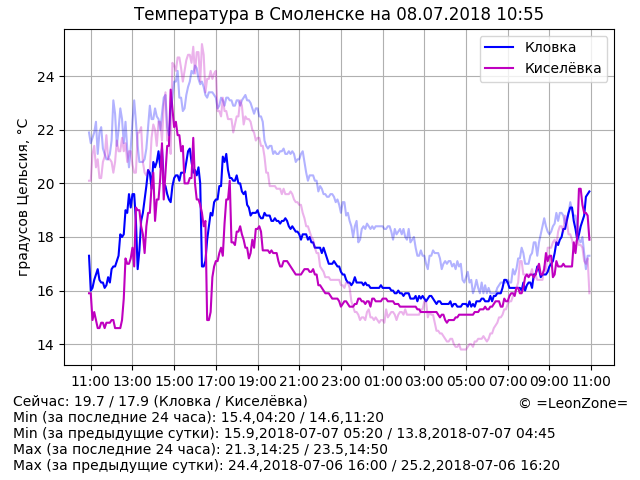 Температура в Смоленске на 08.07.2018 10:55
Кловка
Киселёвка
градусов Цельсия, °C
24
22
20
18
16
14
11:00 13:00 15:00 17:00 19:00 21:00 23:00 01:00 03:00 05:00 07:00 09:00 11:00
Сейчас: 19.7 / 17.9 (Кловка / Киселёвка)
© =LeonZone=
Min (за последние 24 часа): 15.4,04:20 / 14.6,11:20
Min (за предыдущие сутки): 15.9,2018-07-07 05:20 / 13.8,2018-07-07 04:45
Max (за последние 24 часа): 21.3,14:25 / 23.5,14:50
Max (за предыдущие сутки): 24.4,2018-07-06 16:00 / 25.2,2018-07-06 16:20